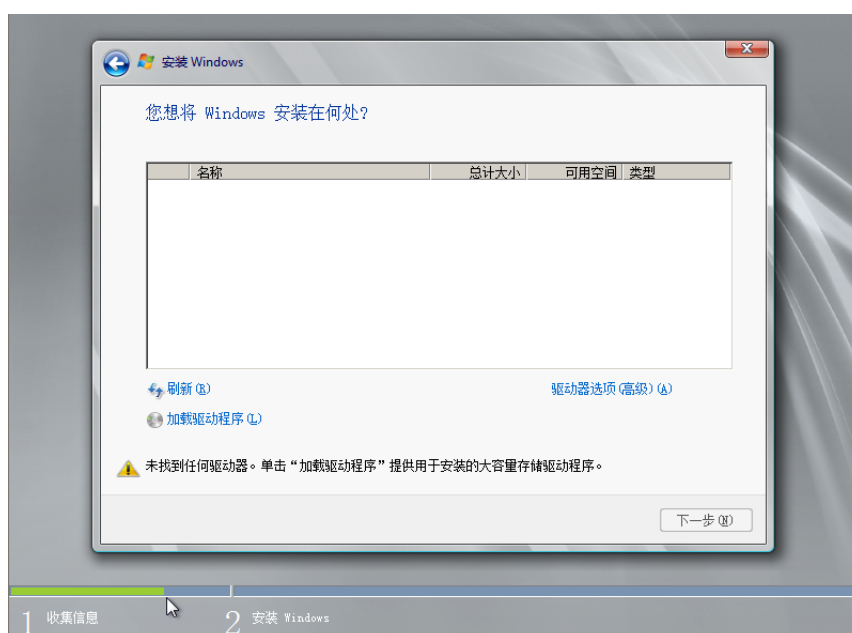 安装 Windows
您想将 Windows 安装在何处?
名称 总计大小 可用空间 类型
刷新(R) 驱动器选项(高级)(A)
加载驱动程序(L)
未找到任何驱动器。单击“加载驱动程序”提供用于安装的大容量存储驱动程序。
下一步(N)
1 收集信息 2 安装 Windows